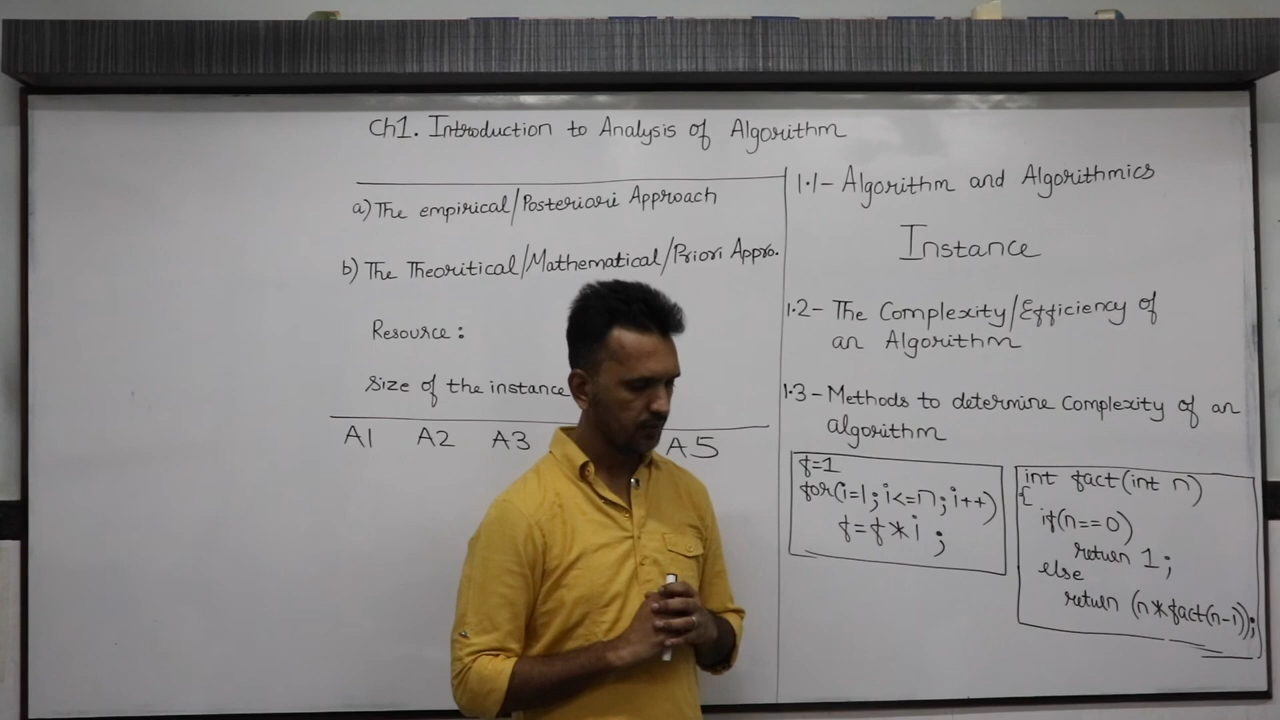 Ch1. Introduction to Analysis of Algorithm
a) The empirical/Posteriori Approach
b) The Theoritical/Mathematical/Priori Appro.
Resource:
Size of the instance
A1 A2 A3 A5
1.1- Algorithm and Algorithmics
Instance
1.2- The Complexity/Efficiency of
an Algorithm
1.3- Methods to determine Complexity of an
algorithm
f=1
for(i=1;i<=n;i++)
f=f*i;
int fact(int n)
{
if(n==0)
return 1;
else
return (n*fact(n-1));